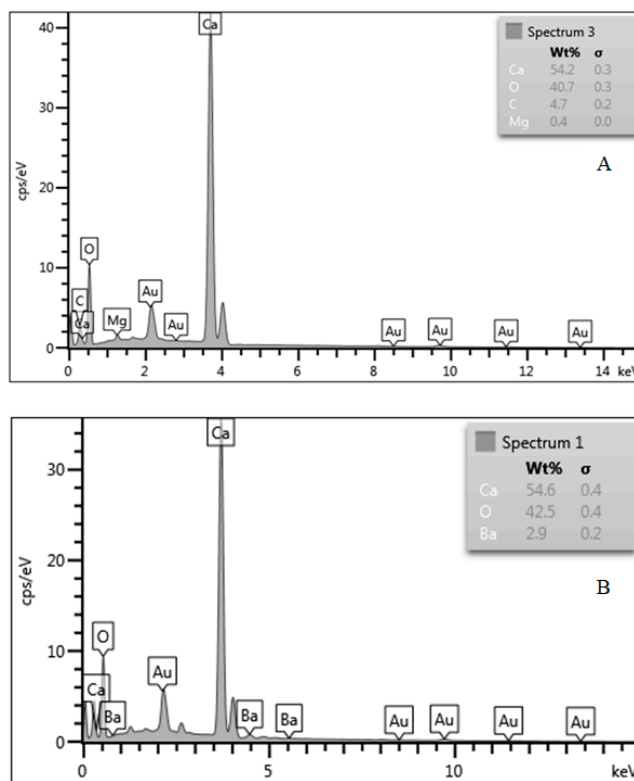 40
30
20
10
0
cps/eV
Ca
O
C
Ca
Mg
Au
Au
Au
Au
Au
Au
0 2 4 6 8 10 12 14 keV
Spectrum 3
Wt% σ
Ca 54.2 0.3
O 40.7 0.3
C 4.7 0.2
Mg 0.4 0.0
A
30
20
10
0
cps/eV
Ca
O
Ca
Ba
Au
Ba
Ba
Au
Au
Au
Au
0 5 10 keV
Spectrum 1
Wt% σ
Ca 54.6 0.4
O 42.5 0.4
Ba 2.9 0.2
B